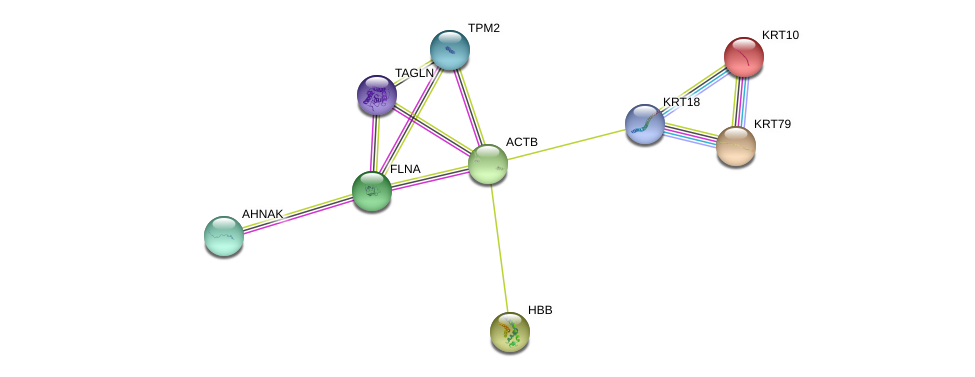 TPM2
KRT10
TAGLN
KRT18
KRT79
ACTB
FLNA
AHNAK
HBB